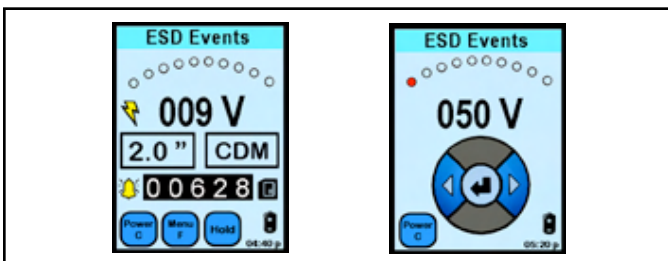 ESD Events
009 V
2.0 ” CDM
00628
Power
C
Menu
F
Hold
04:40 p
ESD Events
050 V
Power
C
05:20 p